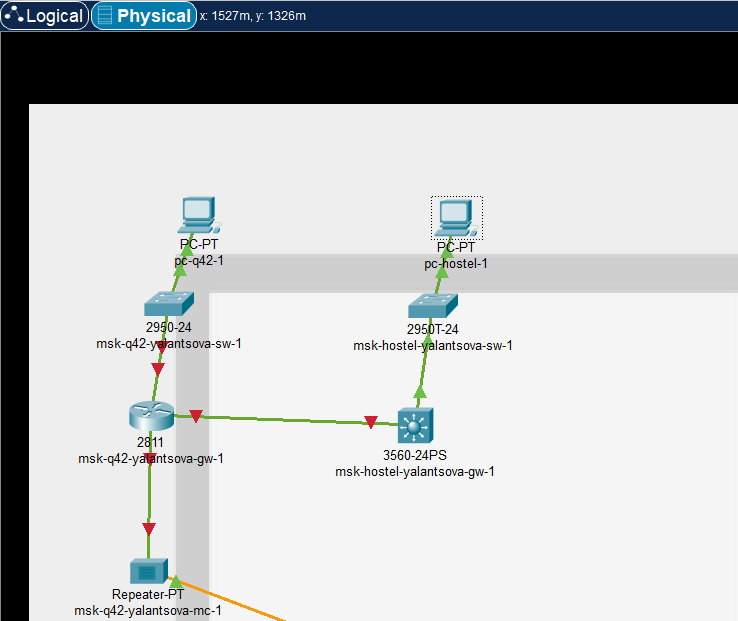 Logical Physical x: 1527m, y: 1326m
PC-PT
pc-q42-1
PC-PT
pc-hostel-1
2950-24
msk-q42-yalantsova-sw-1
2950T-24
msk-hostel-yalantsova-sw-1
2811
msk-q42-yalantsova-gw-1
3560-24PS
msk-hostel-yalantsova-gw-1
Repeater-PT
msk-q42-yalantsova-mc-1